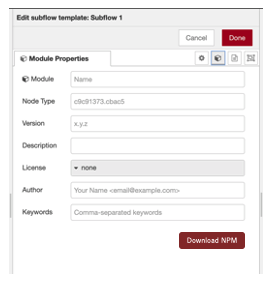 Edit subflow template: Subflow 1
Cancel Done
Module Properties
Module Name
Node Type c9c91373.cbac5
Version x.y.z
Description
License none
Author Your Name <email@example.com>
Keywords Comma-separated keywords
Download NPM